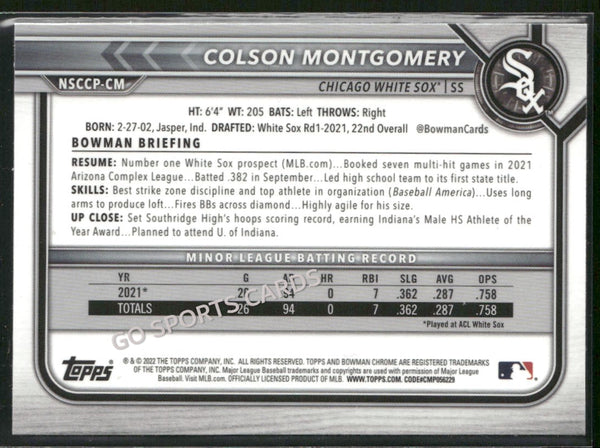 COLSON MONTGOMERY
NSCCP-CM
CHICAGO WHITE SOX® | SS
Sox
HT: 6'4" WT: 205 BATS: Left THROWS: Right
BORN: 2-27-02, Jasper, Ind. DRAFTED: White Sox Rd1-2021, 22nd Overall @BowmanCards
BOWMAN BRIEFING
RESUME: Number one White Sox prospect (MLB.com)...Booked seven multi-hit games in 2021
Arizona Complex League...Batted .382 in September...Led high school team to its first state title.
SKILLS: Best strike zone discipline and top athlete in organization (Baseball America)...Uses long
arms to produce loft...Fires BBs across diamond...Highly agile for his size.
UP CLOSE: Set Southridge High's hoops scoring record, earning Indiana's Male HS Athlete of the
Year Award...Planned to attend U. of Indiana.
MINOR LEAGUE BATTING RECORD
YR G AB HR RBI SLG AVG OPS
2021* 26 94 0 7 .362 .287 .758
TOTALS 26 94 0 7 .362 .287 .758
*Played at ACL White Sox
GO SPORTS CARDS
topps
® & © 2022 THE TOPPS COMPANY, INC. ALL RIGHTS RESERVED. TOPPS AND BOWMAN CHROME ARE REGISTERED TRADEMARKS
OF THE TOPPS COMPANY, INC. Major League Baseball trademarks and copyrights are used with permission of Major League
Baseball. Visit MLB.com. OFFICIALLY LICENSED PRODUCT OF MLB. WWW.TOPPS.COM. CODE#CMP056229